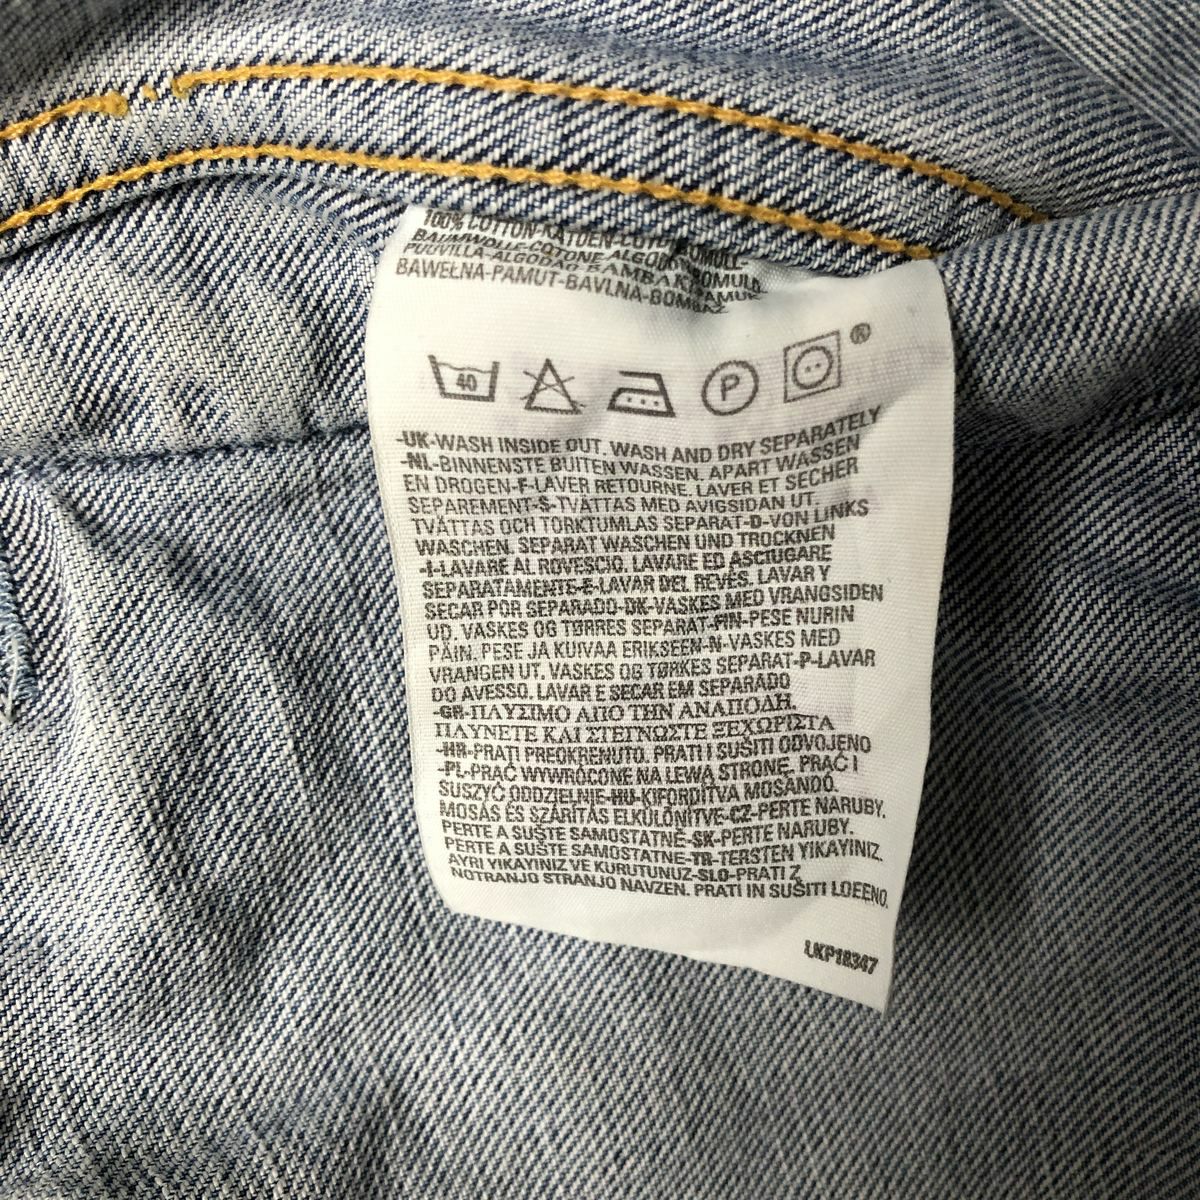 100% COTTON-KATOEN-COTON-BOMULL-
BAUMWOLLE-COTONE-ALGODÓN-BOMULD-
PUUVILLA-ALGODAO-BAMBAKI-PAMUK-
BAWEŁNA-PAMUT-BAVLNA-BOMBAŽ
40 P ®
-UK-WASH INSIDE OUT. WASH AND DRY SEPARATELY
-NL-BINNENSTE BUITEN WASSEN. APART WASSEN
EN DROGEN-F-LAVER RETOURNE. LAVER ET SECHER
SEPAREMENT-S-TVÄTTAS MED AVIGSIDAN UT.
TVÄTTAS OCH TORKTUMLAS SEPARAT-D-VON LINKS
WASCHEN. SEPARAT WASCHEN UND TROCKNEN
-I-LAVARE AL ROVESCIO. LAVARE ED ASCIUGARE
SEPARATAMENTE-E-LAVAR DEL REVÉS. LAVAR Y
SECAR POR SEPARADO-DK-VASKES MED VRANGSIDEN
UD. VASKES OG TØRRES SEPARAT-FIN-PESE NURIN
PÄIN. PESE JA KUIVAA ERIKSEEN-N-VASKES MED
VRANGEN UT. VASKES OG TØRKES SEPARAT-P-LAVAR
DO AVESSO. LAVAR E SECAR EM SEPARADO
-GR-ΠΛΥΣΙΜΟ ΑΠΟ ΤΗΝ ΑΝΑΠΟΔΗ.
ΠΛΥΝΕΤΕ ΚΑΙ ΣΤΕΓΝΩΣΤΕ ΞΕΧΩΡΙΣΤΑ
-HR-PRATI PREOKRENUTO. PRATI I SUŠITI ODVOJENO
-PL-PRAĆ WYWRÓCONE NA LEWĄ STRONĘ. PRAĆ I
SUSZYĆ ODDZIELNIE-HU-KIFORDÍTVA MOSANDÓ.
MOSÁS ÉS SZÁRÍTÁS ELKÜLÖNÍTVE-CZ-PERTE NARUBY.
PERTE A SUŠTE SAMOSTATNĚ-SK-PERTE NARUBY.
PERTE A SUŠTE SAMOSTATNE-TR-TERSTEN YIKAYINIZ.
AYRI YIKAYINIZ VE KURUTUNUZ-SLO-PRATI Z
NOTRANJO STRANJO NAVZEN. PRATI IN SUŠITI LOEENO.
LKP18347